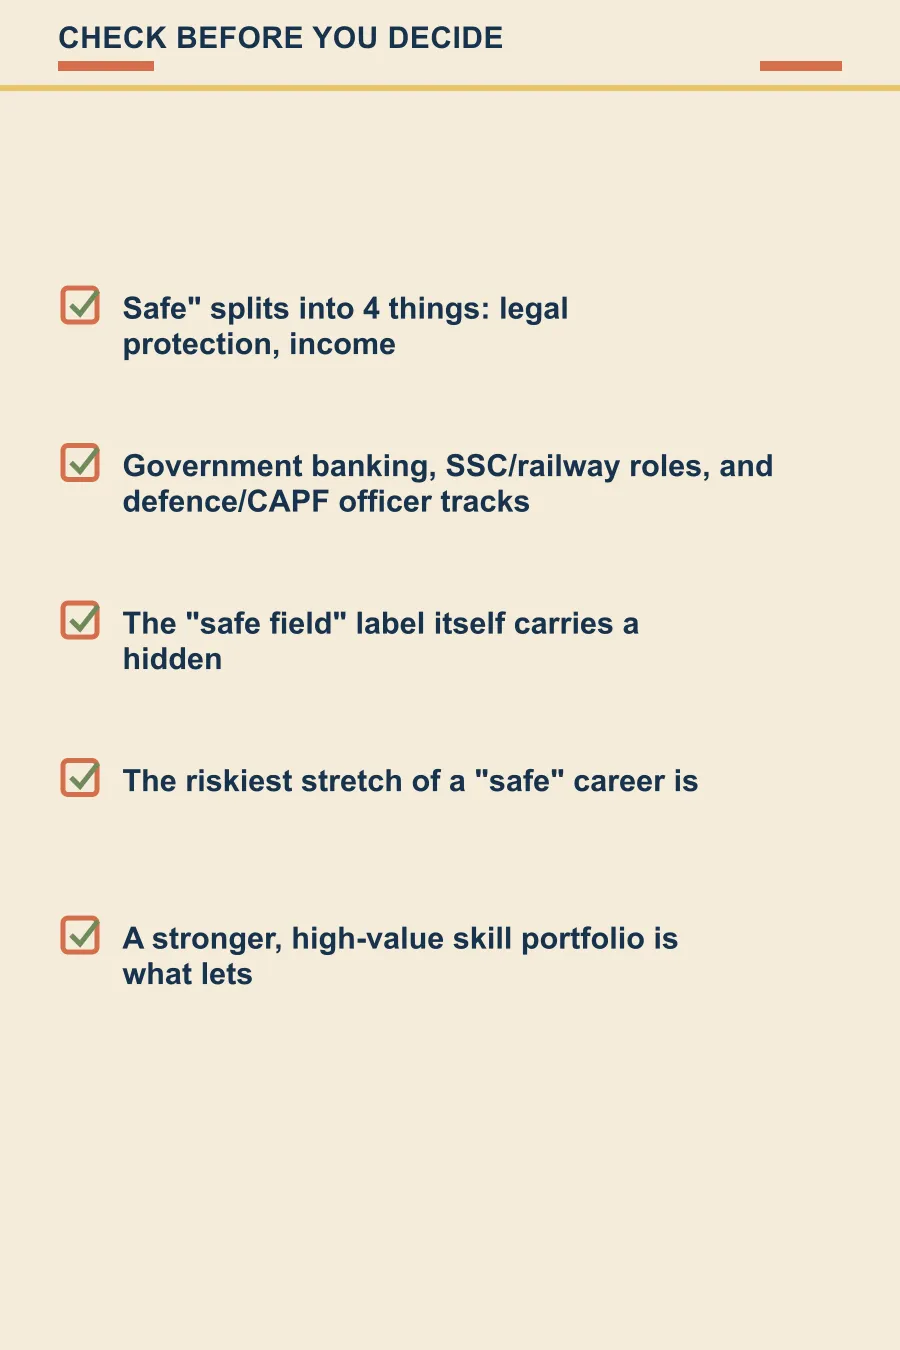 CHECK BEFORE YOU DECIDE
Safe" splits into 4 things: legal
protection, income
Government banking, SSC/railway roles, and
defence/CAPF officer tracks
The "safe field" label itself carries a
hidden
The riskiest stretch of a "safe" career is
A stronger, high-value skill portfolio is
what lets